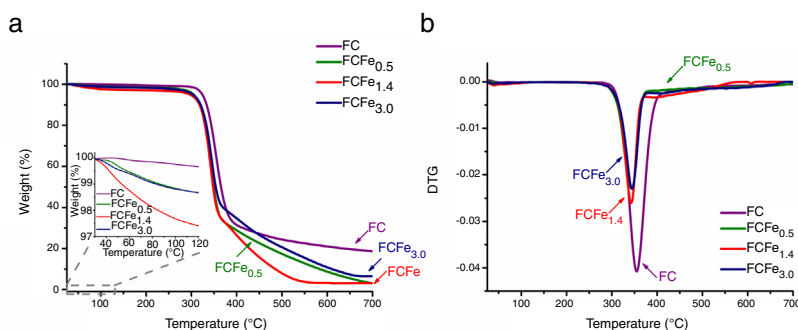 a
FC
FCFe0.5
FCFe1.4
FCFe3.0
Weight (%)
100
80
60
40
20
0
100
99
98
97
Weight (%)
FC
FCFe0.5
FCFe1.4
FCFe3.0
40 60 80 100 120
Temperature (°C)
FC
FCFe3.0
FCFe
FCFe0.5
100 200 300 400 500 600 700
Temperature (°C)
b
FCFe0.5
DTG
0.00
-0.01
-0.02
-0.03
-0.04
FCFe3.0
FCFe1.4
FC
FC
FCFe0.5
FCFe1.4
FCFe3.0
100 200 300 400 500 600 700
Temperature (°C)